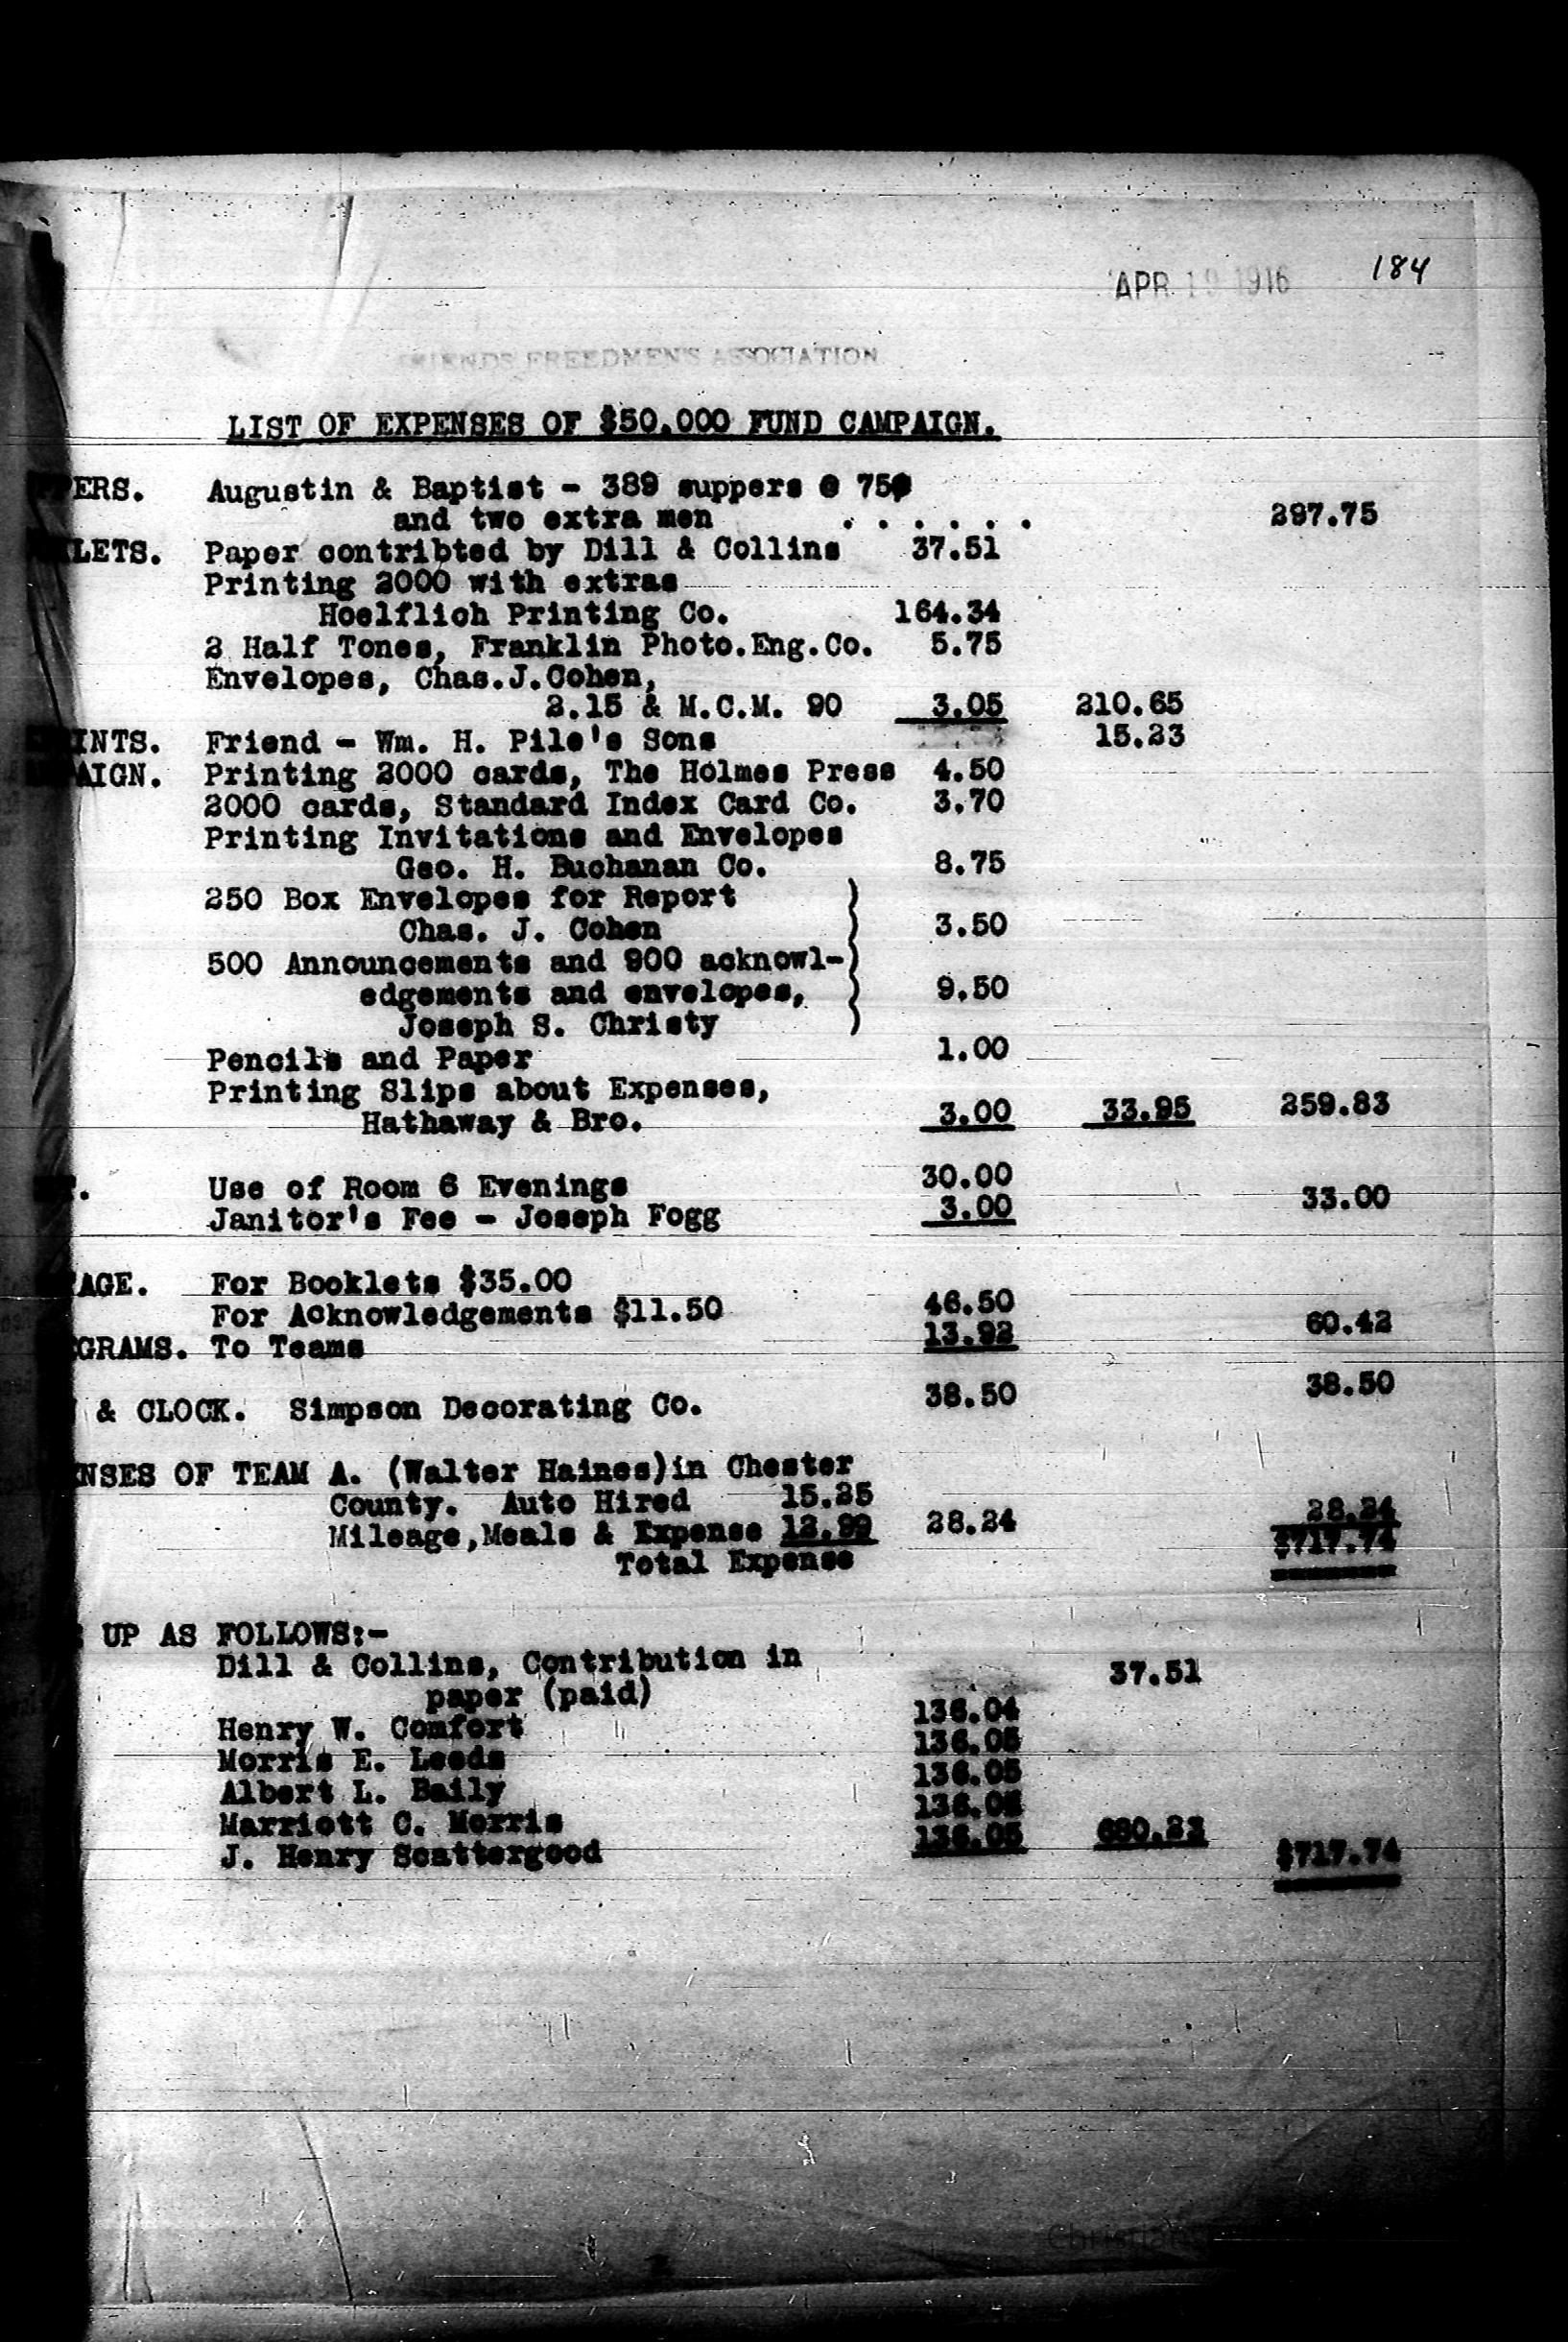 184
APR 19 1916
FRIENDS FREEDMEN'S ASSOCIATION
LIST OF EXPENSES OF $50,000 FUND CAMPAIGN.
PERS. Augustin & Baptist - 389 suppers @ 75¢
and two extra men . . . . . . 297.75
LETS. Paper contribted by Dill & Collins 37.51
Printing 2000 with extras
Hoelflich Printing Co. 164.34
2 Half Tones, Franklin Photo.Eng.Co. 5.75
Envelopes, Chas.J.Cohen,
2.15 & M.C.M. 90 3.05 210.65
INTS. Friend - Wm. H. Pile's Sons 15.23
AIGN. Printing 2000 cards, The Holmes Press 4.50
2000 cards, Standard Index Card Co. 3.70
Printing Invitations and Envelopes
Geo. H. Buchanan Co. 8.75
250 Box Envelopes for Report
Chas. J. Cohen 3.50
500 Announcements and 900 acknowl-
edgements and envelopes, 9.50
Joseph S. Christy
Pencils and Paper 1.00
Printing Slips about Expenses,
Hathaway & Bro. 3.00 33.95 259.83
. Use of Room 6 Evenings 30.00
Janitor's Fee - Joseph Fogg 3.00 33.00
AGE. For Booklets $35.00
For Acknowledgements $11.50 46.50
GRAMS. To Teams 13.92 60.42
& CLOCK. Simpson Decorating Co. 38.50 38.50
NSES OF TEAM A. (Walter Haines)in Chester
County. Auto Hired 15.25
Mileage,Meals & Expense 12.99 28.24 28.24
Total Expense $717.74
UP AS FOLLOWS:-
Dill & Collins, Contribution in
paper (paid) 37.51
Henry W. Comfort 136.04
Morris E. Leeds 136.05
Albert L. Baily 136.05
Marriott C. Morris 136.05
J. Henry Scattergood 136.05 680.23 $717.74